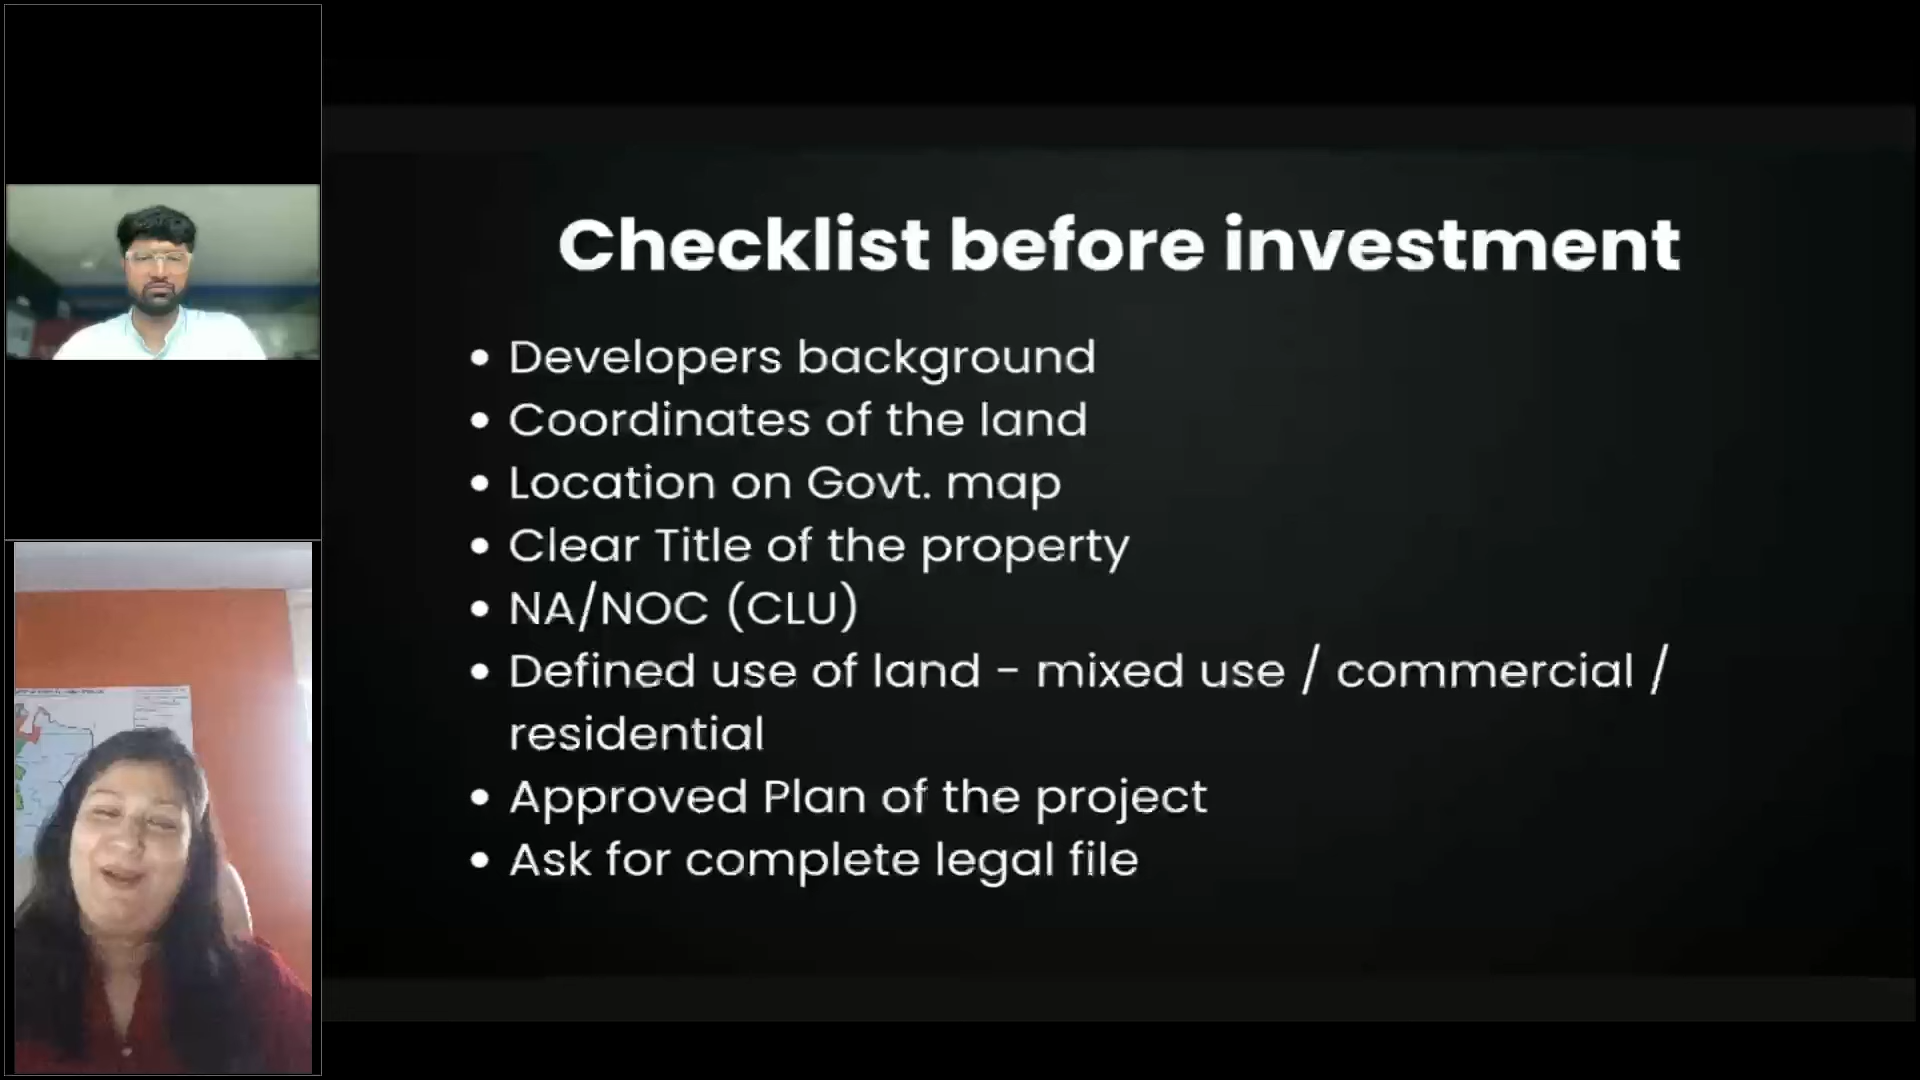 Checklist before investment
• Developers background
• Coordinates of the land
• Location on Govt. map
• Clear Title of the property
• NA/NOC (CLU)
• Defined use of land - mixed use / commercial /
residential
• Approved Plan of the project
• Ask for complete legal file